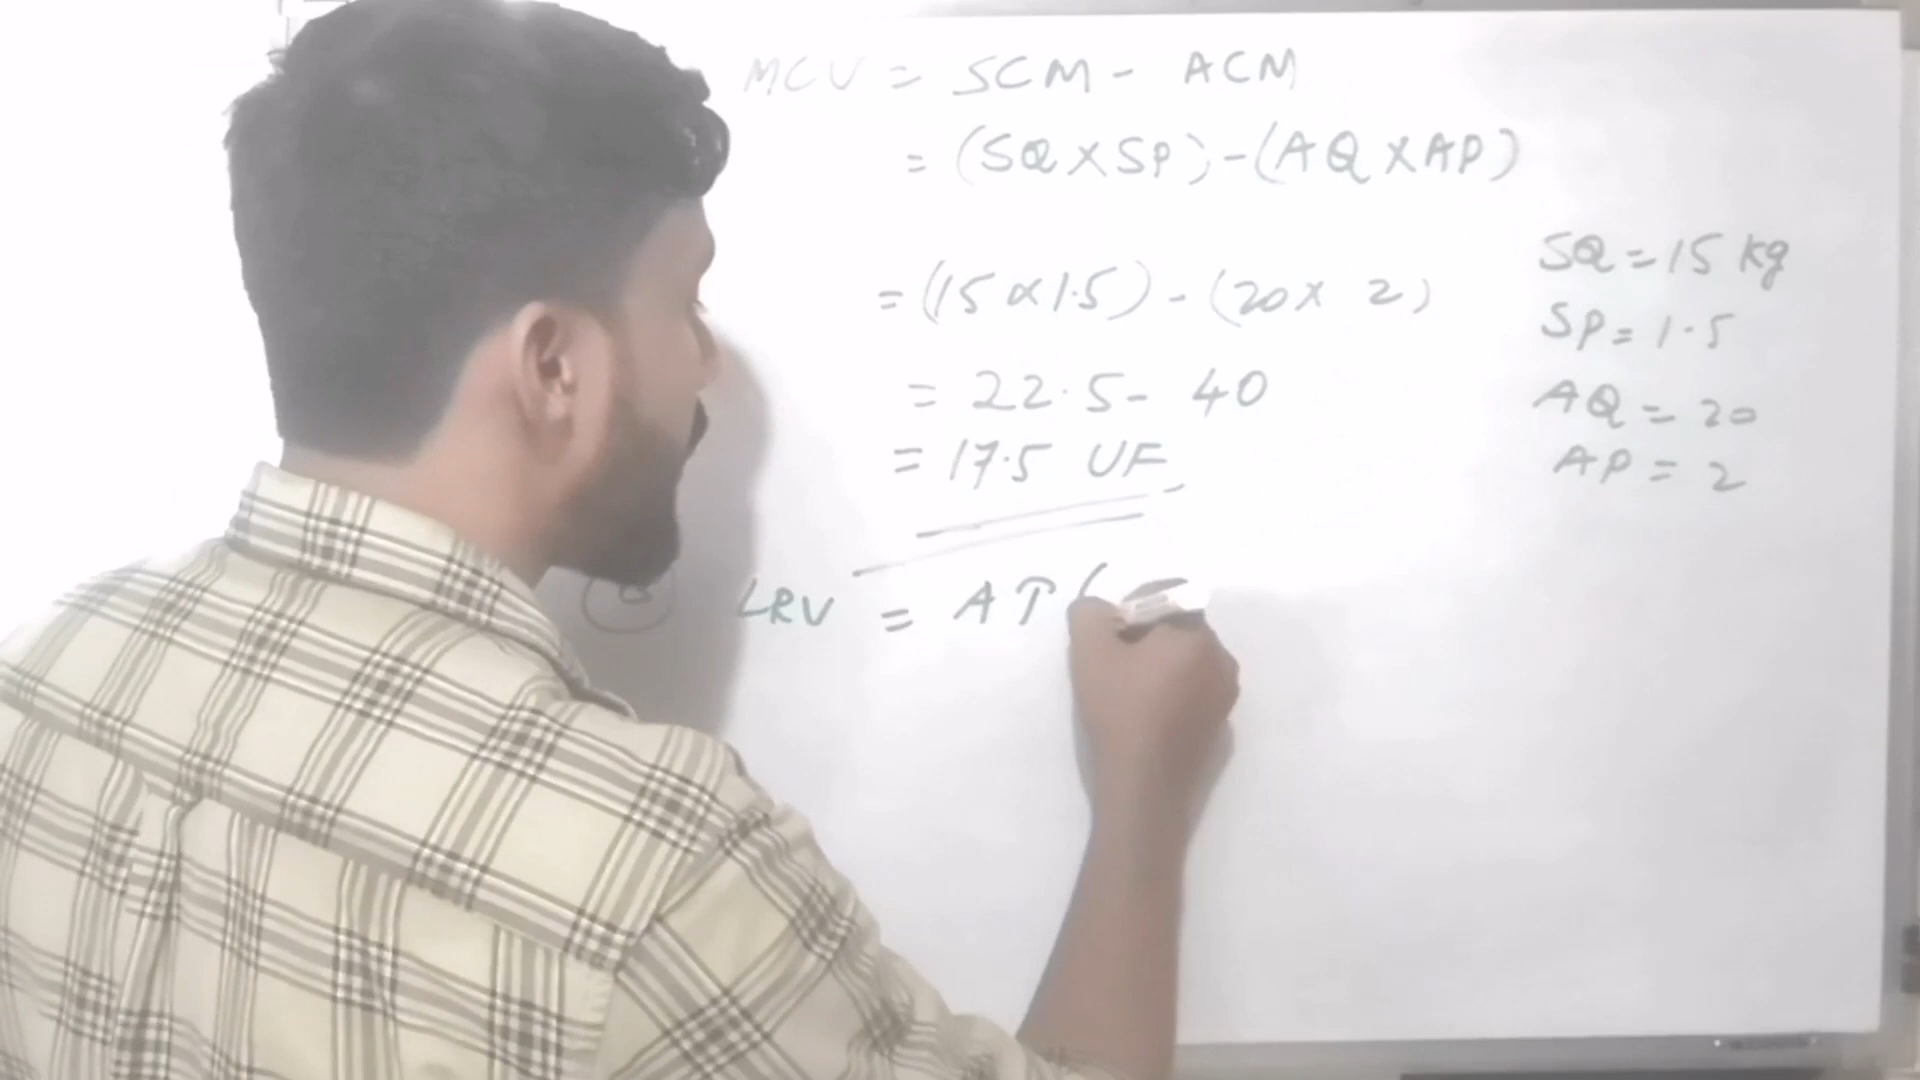 MCV = SCM - ACM
= (SQ X SP) - (AQ X AP)
= (15 X 1.5) - (20 X 2)
= 22.5 - 40
= 17.5 UF
LRV = AT (
SQ = 15 kg
SP = 1.5
AQ = 20
AP = 2